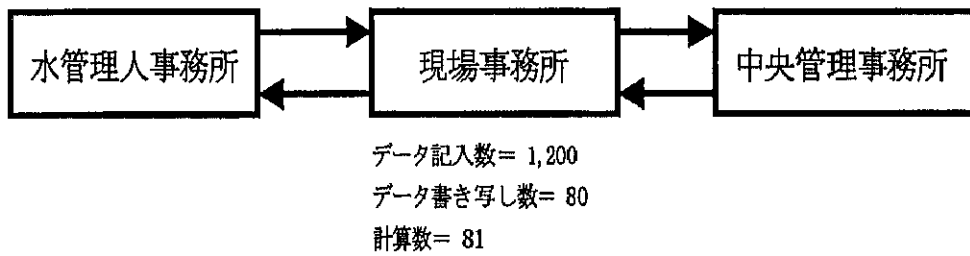 水管理人事務所
現場事務所
中央管理事務所
データ記入数= 1,200
データ書き写し数= 80
計算数= 81